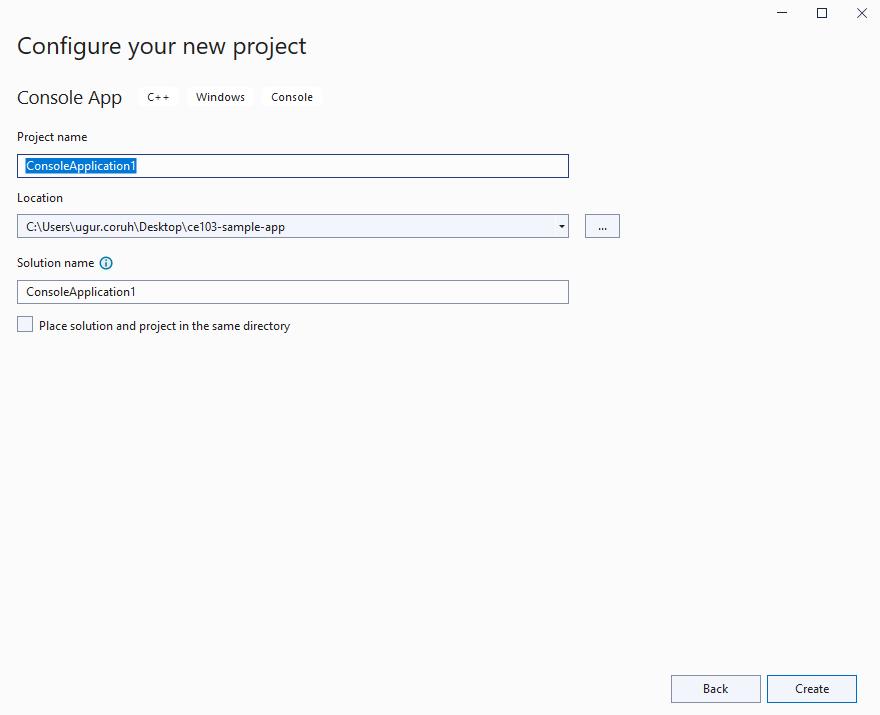 Configure your new project
Console App C++ Windows Console
Project name
ConsoleApplication1
Location
C:\Users\ugur.coruh\Desktop\ce103-sample-app
...
Solution name
ConsoleApplication1
Place solution and project in the same directory
Back Create